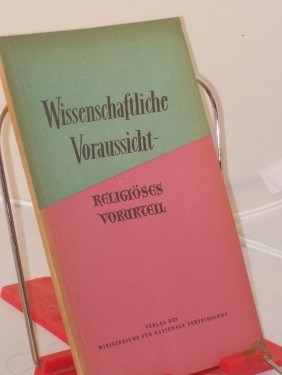 Wissenschaftliche
Voraussicht-
RELIGIÖSES
VORURTEIL
VERLAG DES
MINISTERIUMS FÜR NATIONALE VERTEIDIGUNG